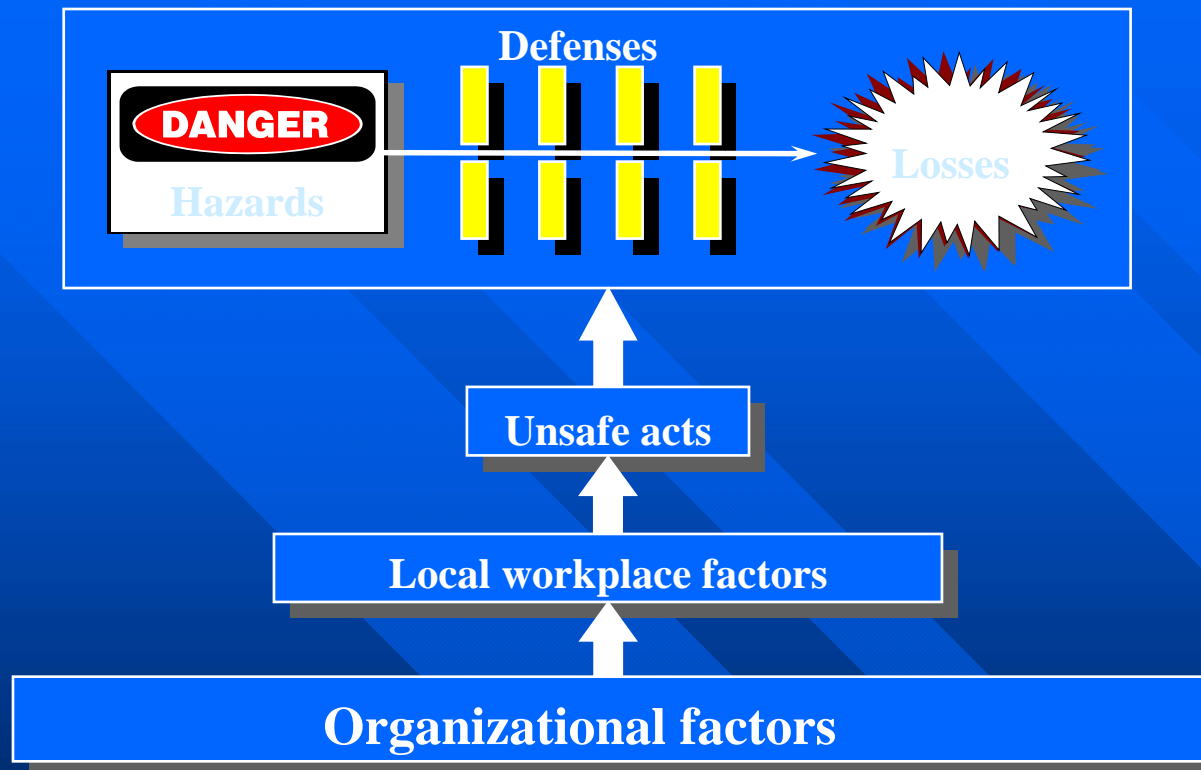 Defenses
DANGER
Hazards
Losses
Unsafe acts
Local workplace factors
Organizational factors